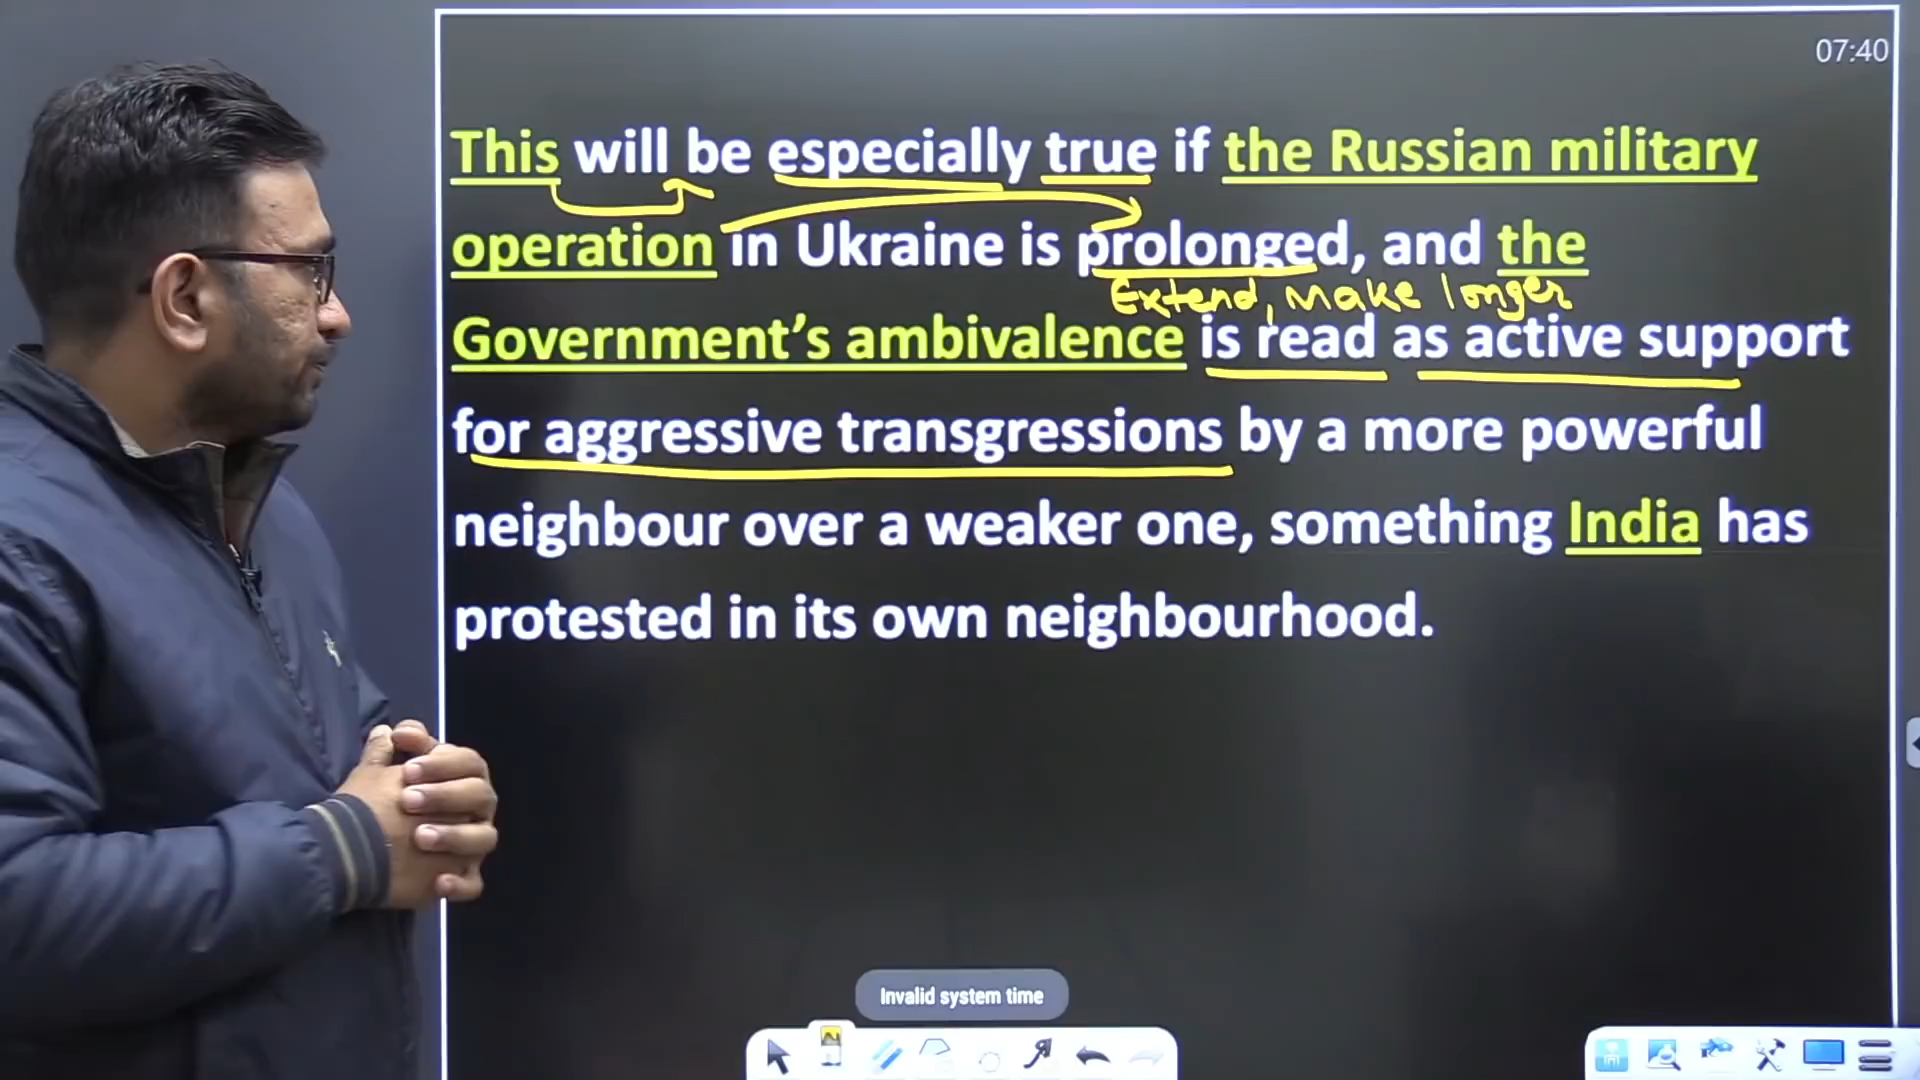 07:40
This will be especially true if the Russian military
operation in Ukraine is prolonged, and the
Extend, Make longer
Government's ambivalence is read as active support
for aggressive transgressions by a more powerful
neighbour over a weaker one, something India has
protested in its own neighbourhood.
Invalid system time